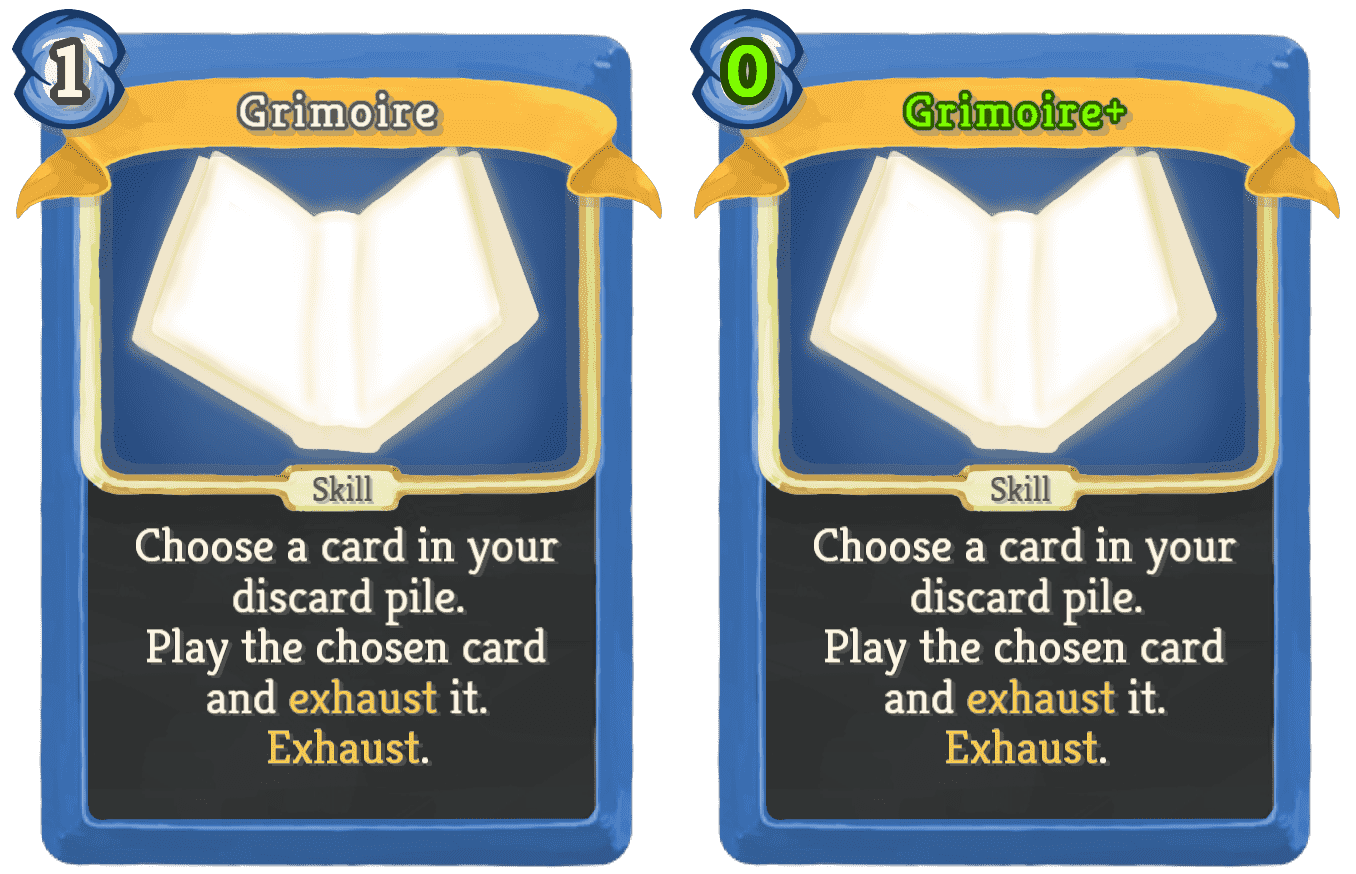 1
Grimoire
Skill
Choose a card in your
discard pile.
Play the chosen card
and exhaust it.
Exhaust.
0
Grimoire+
Skill
Choose a card in your
discard pile.
Play the chosen card
and exhaust it.
Exhaust.